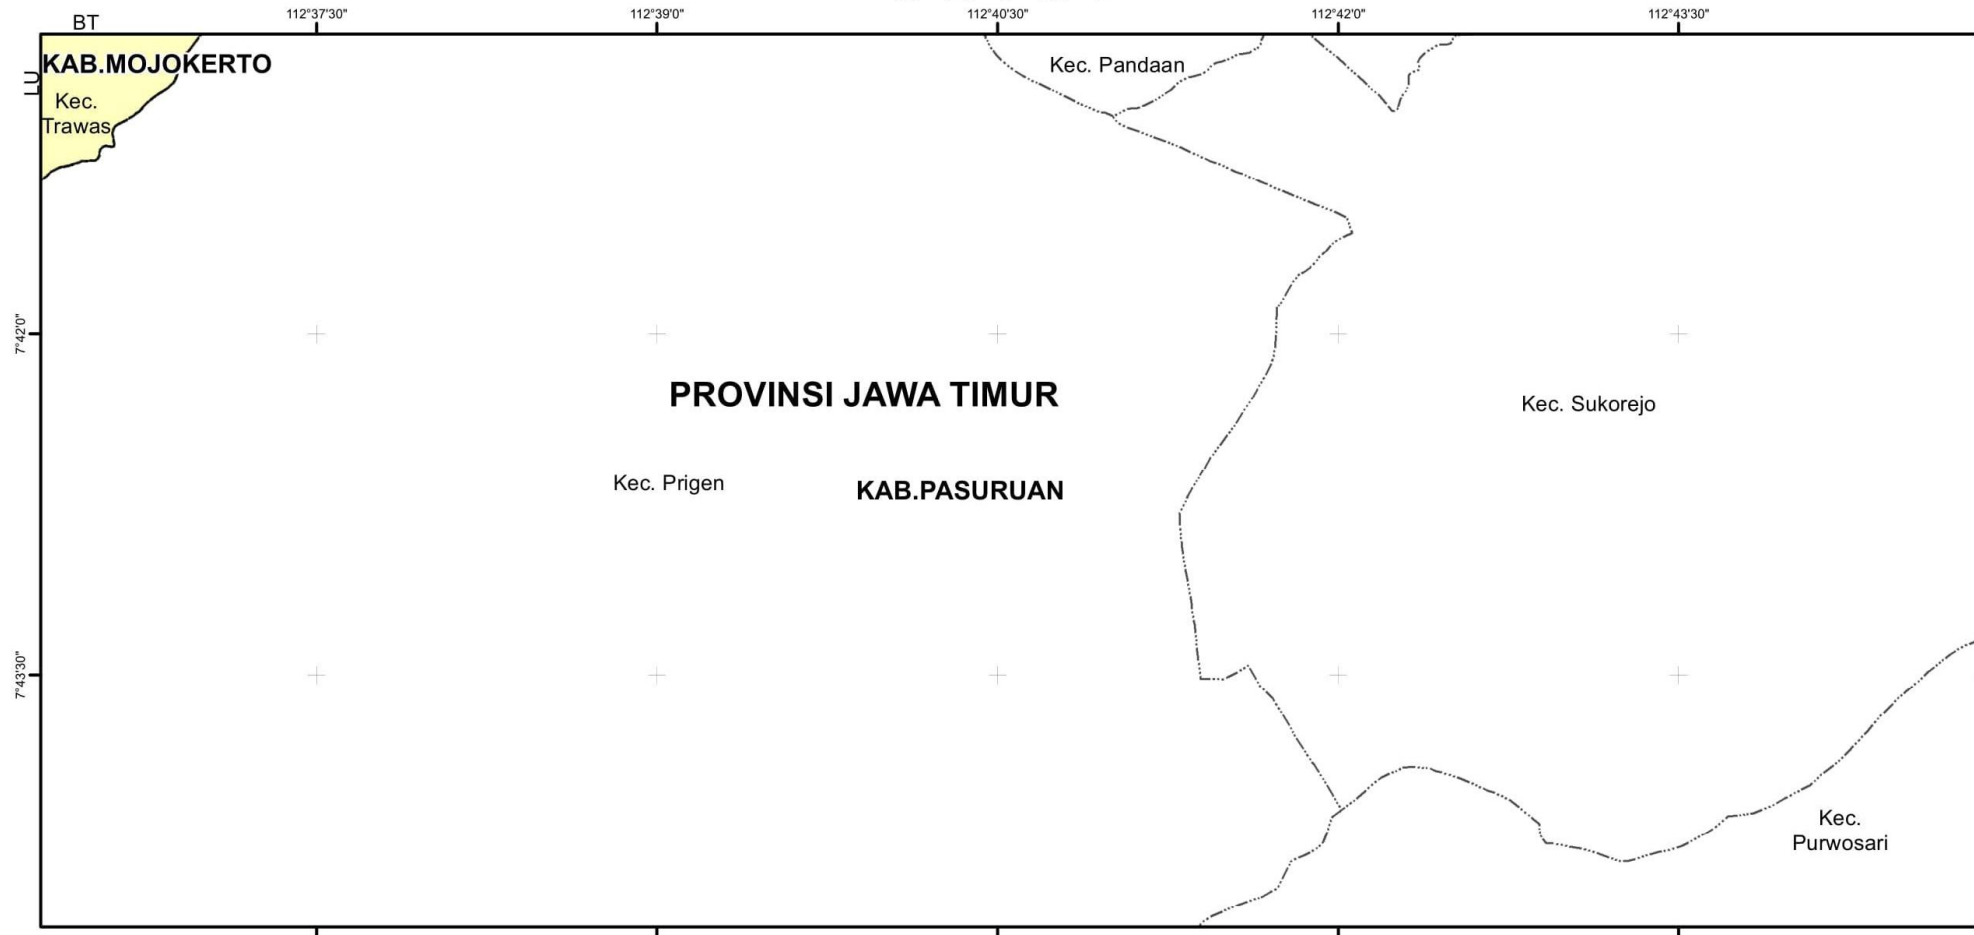 112°37'30"
112°39'0"
112°40'30"
112°42'0"
112°43'30"
BT
LU
KAB.MOJOKERTO
Kec.
Trawas
Kec. Pandaan
7°42'0"
PROVINSI JAWA TIMUR
Kec. Sukorejo
Kec. Prigen
KAB.PASURUAN
7°43'30"
Kec.
Purwosari